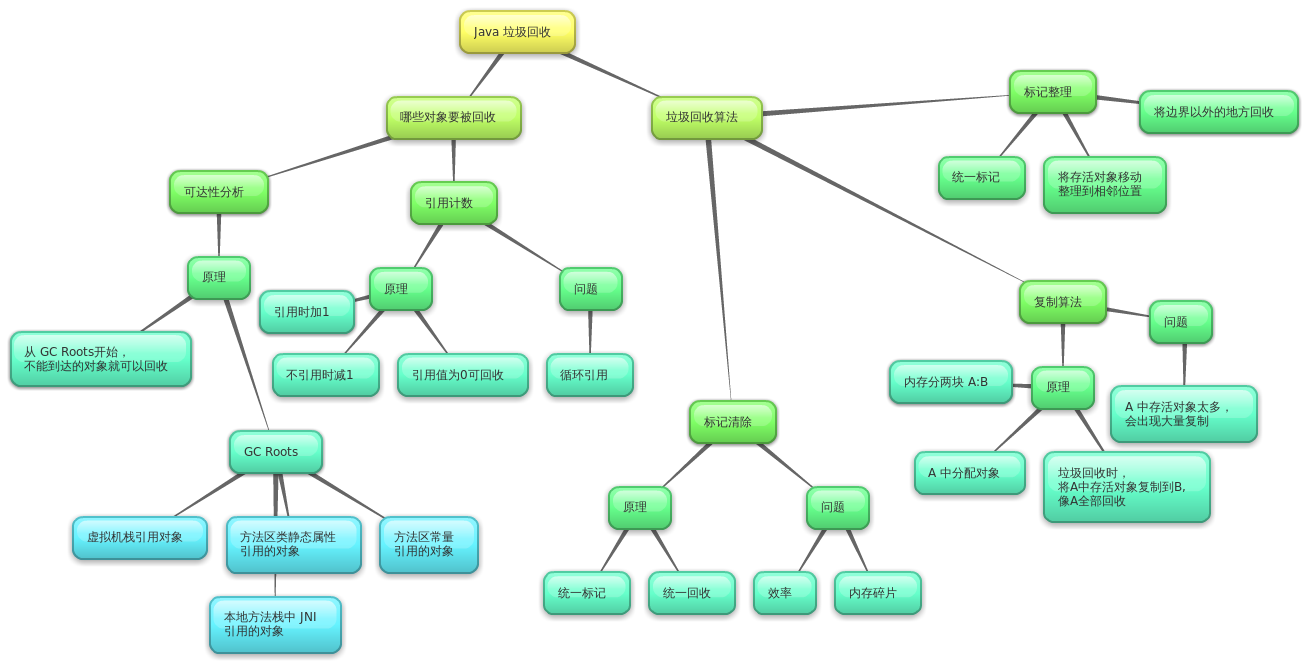 Java 垃圾回收
哪些对象要被回收
可达性分析
原理
从 GC Roots开始，
不能到达的对象就可以回收
GC Roots
虚拟机栈引用对象
方法区类静态属性
引用的对象
方法区常量
引用的对象
本地方法栈中 JNI
引用的对象
引用计数
原理
引用时加1
不引用时减1
引用值为0可回收
问题
循环引用
垃圾回收算法
标记清除
原理
统一标记
统一回收
问题
效率
内存碎片
复制算法
原理
内存分两块 A:B
A 中分配对象
垃圾回收时，
将A中存活对象复制到B,
像A全部回收
问题
A 中存活对象太多，
会出现大量复制
标记整理
统一标记
将存活对象移动
整理到相邻位置
将边界以外的地方回收